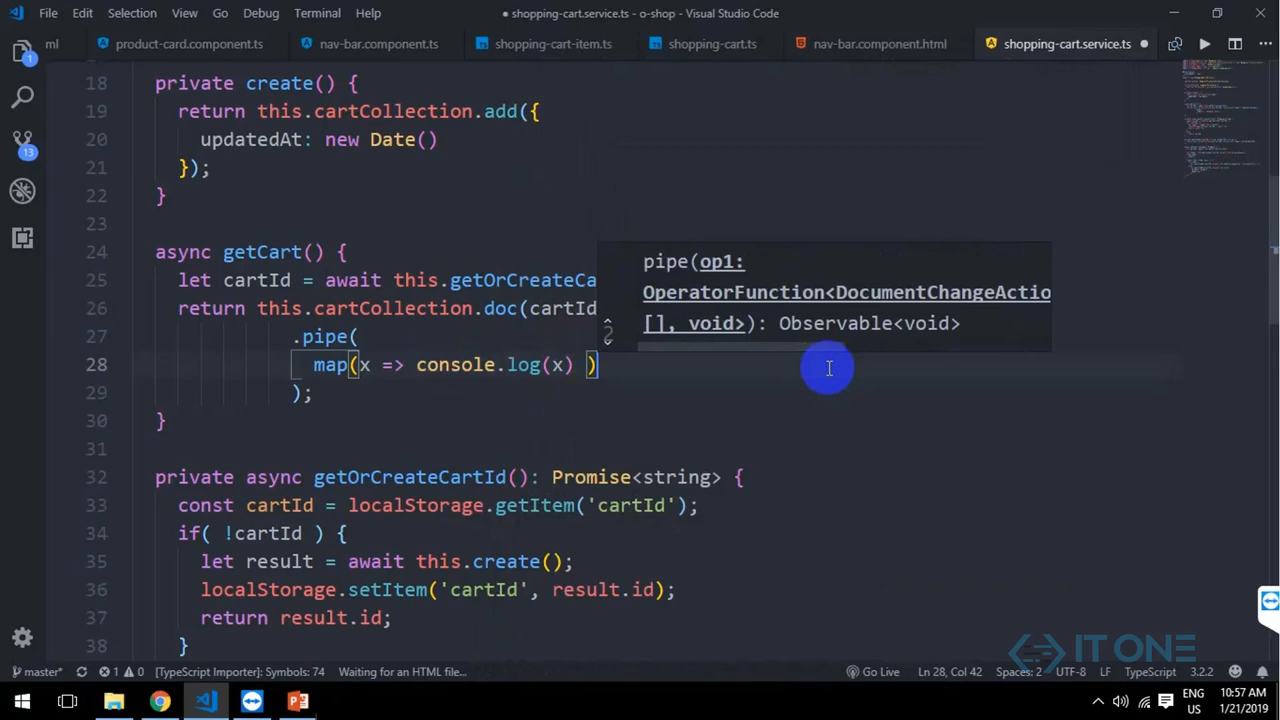 File Edit Selection View Go Debug Terminal Help ● shopping-cart.service.ts - o-shop - Visual Studio Code
ml product-card.component.ts nav-bar.component.ts shopping-cart-item.ts shopping-cart.ts nav-bar.component.html shopping-cart.service.ts ●
18 private create() {
19 return this.cartCollection.add({
20 updatedAt: new Date()
21 });
22 }
23
24 async getCart() {
25 let cartId = await this.getOrCreateCa
26 return this.cartCollection.doc(cartId
27 .pipe(
28 map(x => console.log(x) )
29 );
30 }
31
32 private async getOrCreateCartId(): Promise<string> {
33 const cartId = localStorage.getItem('cartId');
34 if( !cartId ) {
35 let result = await this.create();
36 localStorage.setItem('cartId', result.id);
37 return result.id;
38 }
pipe(op1:
OperatorFunction<DocumentChangeActio
[], void>): Observable<void>
1
13
IT ONE
master* 1 0 [TypeScript Importer]: Symbols: 74 Waiting for an HTML file... Go Live Ln 28, Col 42 Spaces: 2 UTF-8 LF TypeScript 3.2.2
ENG 10:57 AM
US 1/21/2019